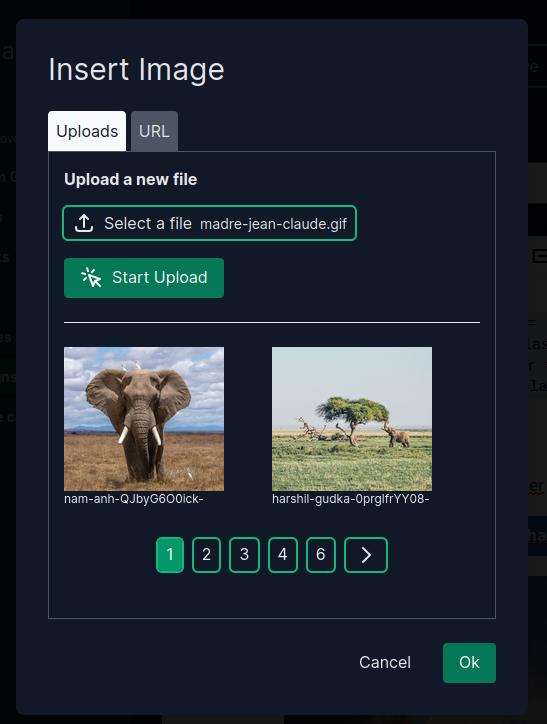 Insert Image
Uploads URL
Upload a new file
Select a file madre-jean-claude.gif
Start Upload
nam-anh-QJbyG6O0ick- harshil-gudka-0prglfrYY08-
1 2 3 4 6
Cancel Ok